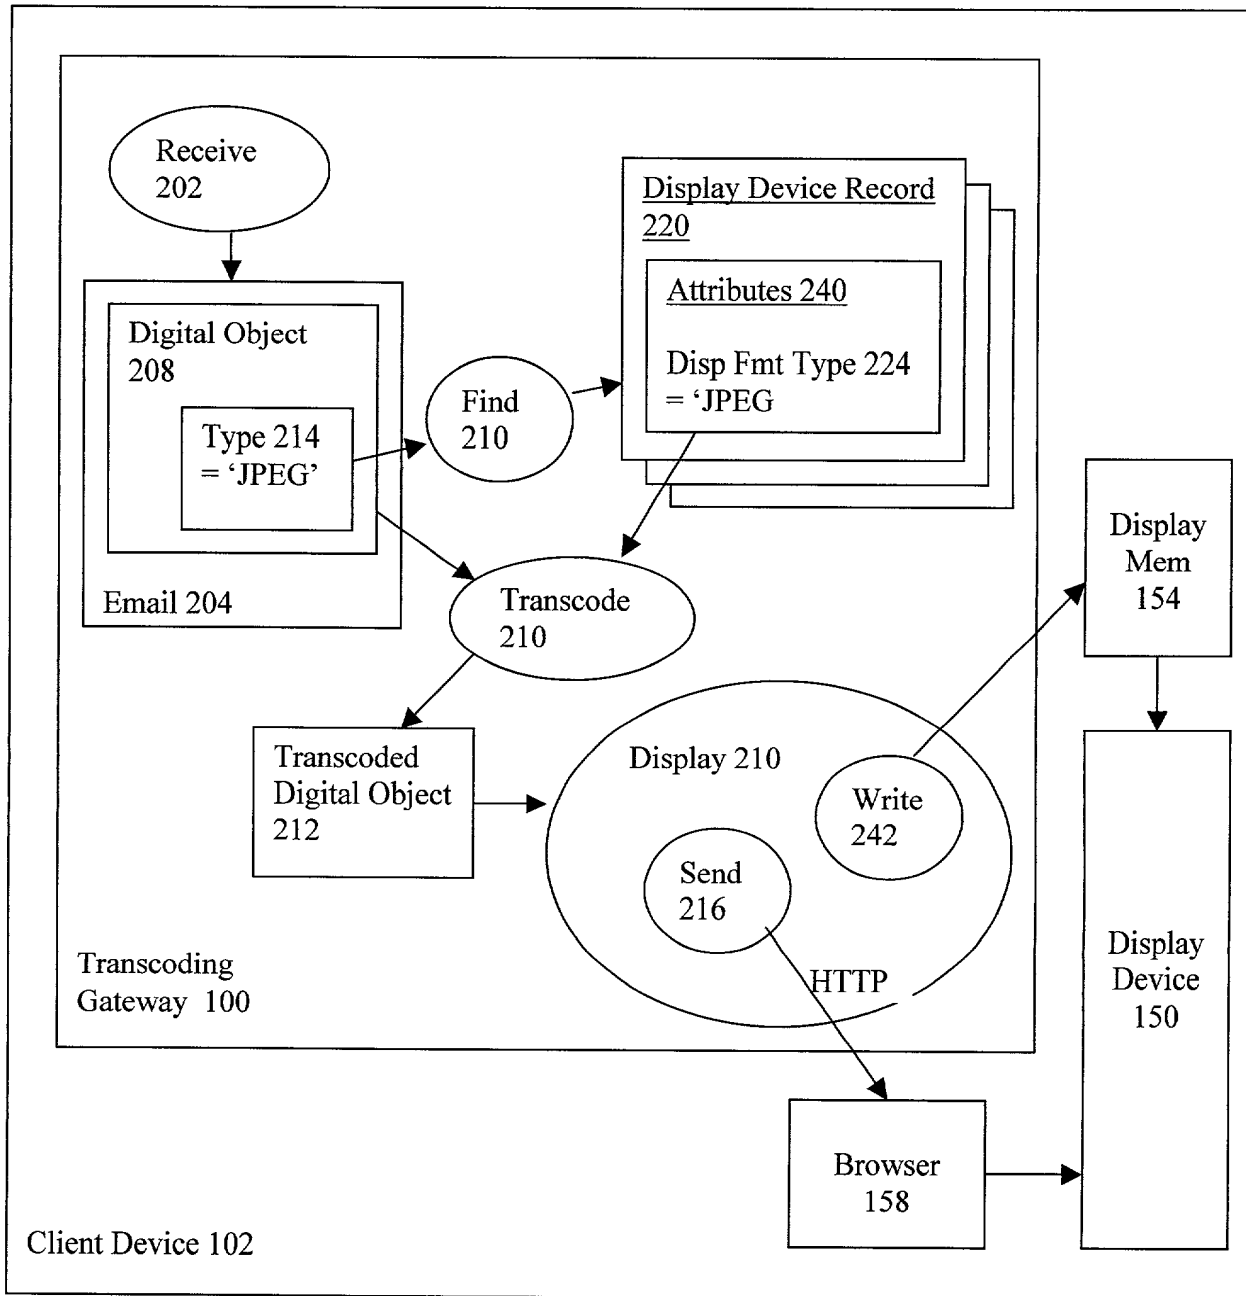 Receive
202
Display Device Record
220
Attributes 240
Disp Fmt Type 224
= ‘JPEG
Digital Object
208
Type 214
= ‘JPEG’
Email 204
Find
210
Transcode
210
Display
Mem
154
Transcoded
Digital Object
212
Display 210
Write
242
Send
216
HTTP
Display
Device
150
Transcoding
Gateway 100
Browser
158
Client Device 102